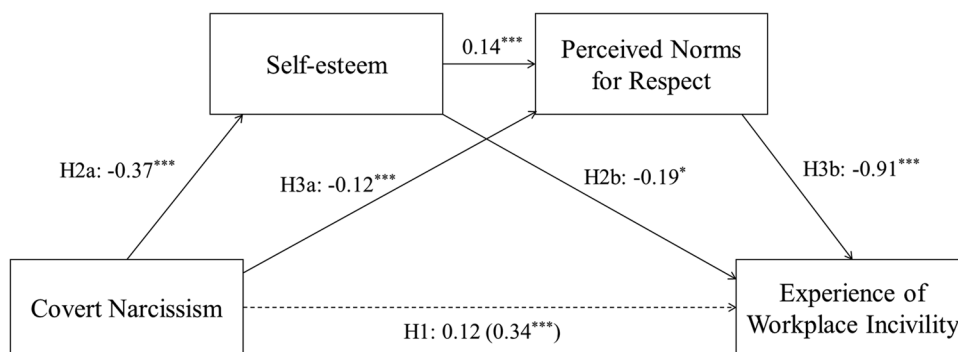 Self-esteem
0.14***
Perceived Norms
for Respect
H2a: -0.37***
H3a: -0.12***
H2b: -0.19*
H3b: -0.91***
Covert Narcissism
H1: 0.12 (0.34***)
Experience of
Workplace Incivility